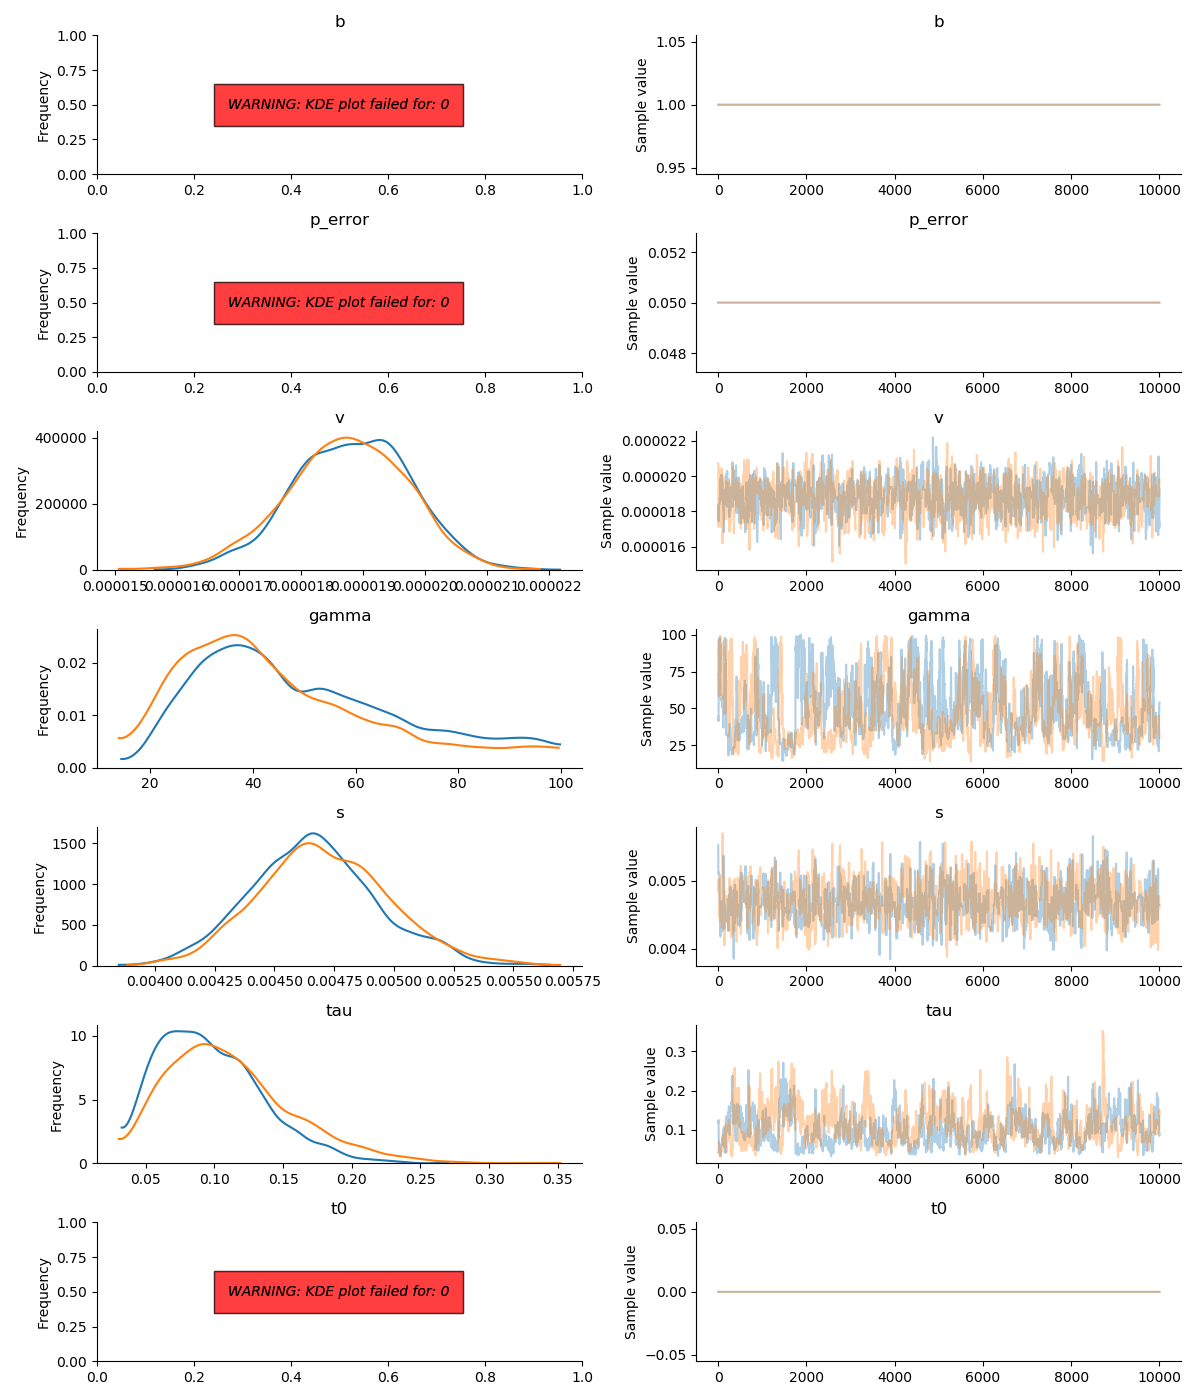 b
b
Frequency
1.00
0.75
0.50
0.25
0.00
WARNING: KDE plot failed for: 0
0.0 0.2 0.4 0.6 0.8 1.0
Sample value
1.05
1.00
0.95
0 2000 4000 6000 8000 10000
p_error
p_error
Frequency
1.00
0.75
0.50
0.25
0.00
WARNING: KDE plot failed for: 0
0.0 0.2 0.4 0.6 0.8 1.0
Sample value
0.052
0.050
0.048
0 2000 4000 6000 8000 10000
v
v
Frequency
400000
200000
0
0.000015 0.000016 0.000017 0.000018 0.000019 0.000020 0.000021 0.000022
Sample value
0.000022
0.000020
0.000018
0.000016
0 2000 4000 6000 8000 10000
gamma
gamma
Frequency
0.02
0.01
0.00
20 40 60 80 100
Sample value
100
75
50
25
0 2000 4000 6000 8000 10000
s
s
Frequency
1500
1000
500
0
0.00400 0.00425 0.00450 0.00475 0.00500 0.00525 0.00550 0.00575
Sample value
0.005
0.004
0 2000 4000 6000 8000 10000
tau
tau
Frequency
10
5
0
0.05 0.10 0.15 0.20 0.25 0.30 0.35
Sample value
0.3
0.2
0.1
0 2000 4000 6000 8000 10000
t0
t0
Frequency
1.00
0.75
0.50
0.25
0.00
WARNING: KDE plot failed for: 0
0.0 0.2 0.4 0.6 0.8 1.0
Sample value
0.05
0.00
−0.05
0 2000 4000 6000 8000 10000